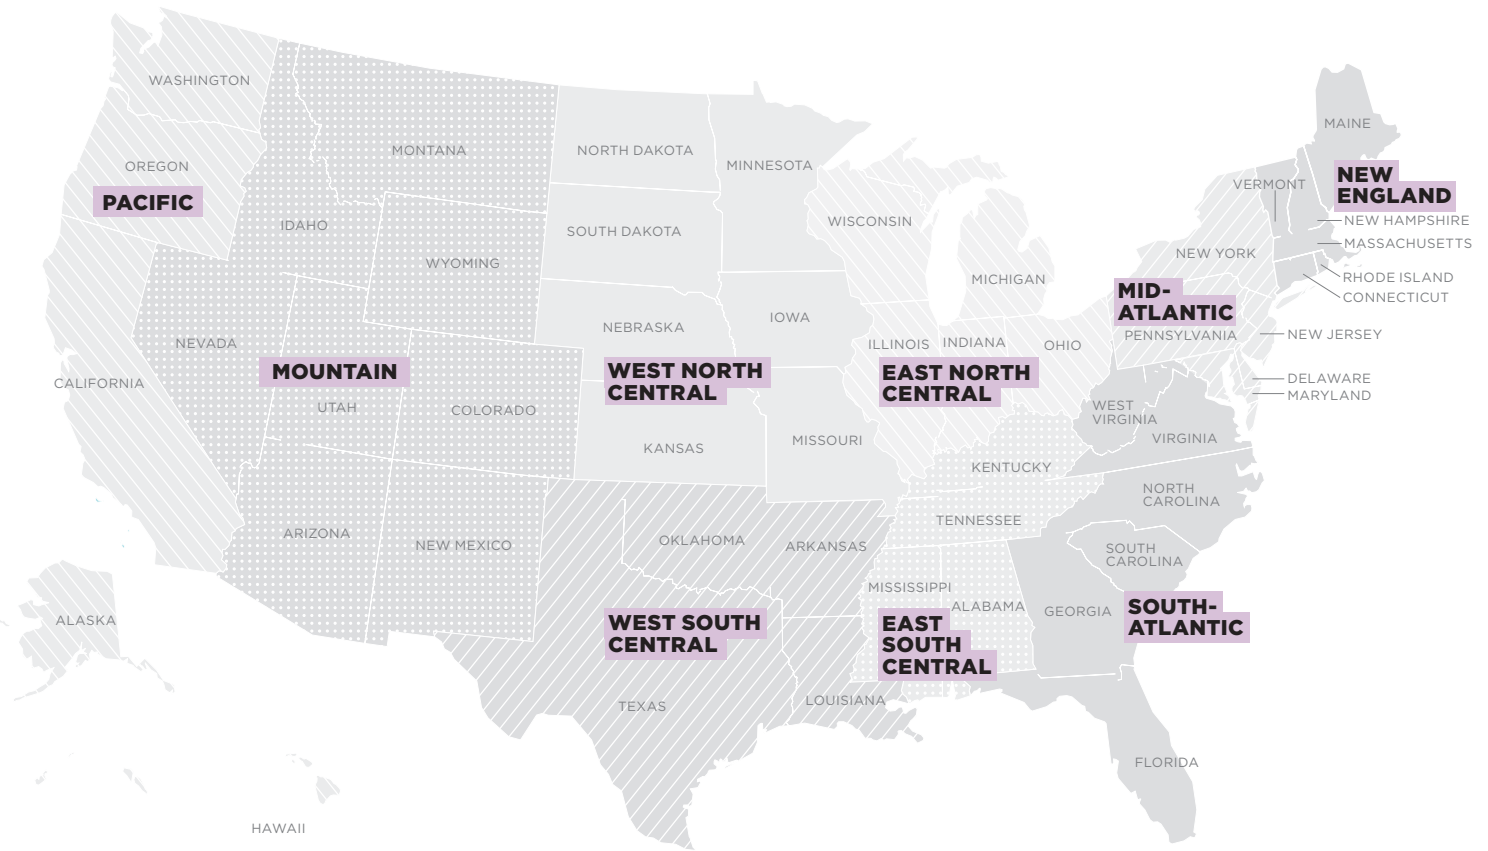 WASHINGTON
OREGON
PACIFIC
CALIFORNIA
ALASKA
HAWAII
MONTANA
IDAHO
WYOMING
NEVADA
MOUNTAIN
UTAH
COLORADO
ARIZONA
NEW MEXICO
NORTH DAKOTA
MINNESOTA
SOUTH DAKOTA
NEBRASKA
IOWA
WEST NORTH
CENTRAL
KANSAS
MISSOURI
OKLAHOMA
ARKANSAS
WEST SOUTH
CENTRAL
TEXAS
LOUISIANA
WISCONSIN
MICHIGAN
ILLINOIS
INDIANA
OHIO
EAST NORTH
CENTRAL
KENTUCKY
TENNESSEE
MISSISSIPPI
ALABAMA
EAST
SOUTH
CENTRAL
MAINE
VERMONT
NEW
ENGLAND
NEW HAMPSHIRE
MASSACHUSETTS
RHODE ISLAND
CONNECTICUT
NEW YORK
MID-
ATLANTIC
PENNSYLVANIA
NEW JERSEY
DELAWARE
MARYLAND
WEST
VIRGINIA
VIRGINIA
NORTH
CAROLINA
SOUTH
CAROLINA
GEORGIA
SOUTH-
ATLANTIC
FLORIDA